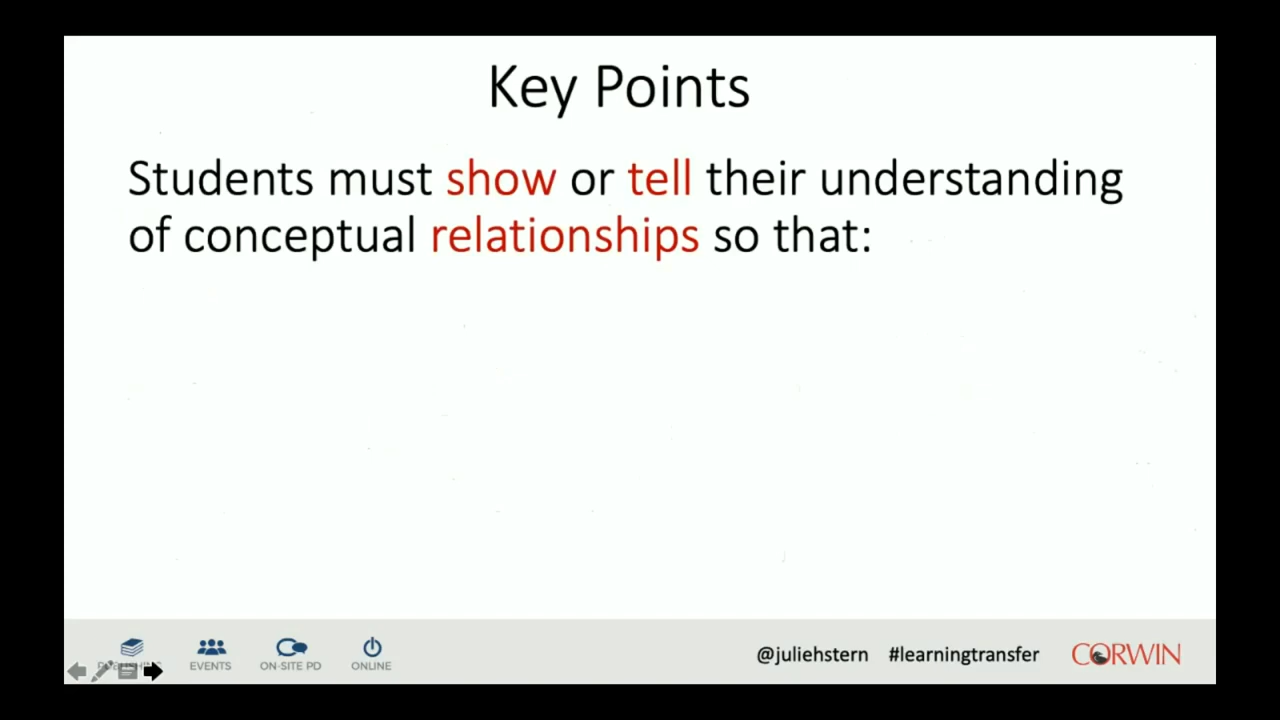 Key Points
Students must show or tell their understanding
of conceptual relationships so that:
EVENTS
ON-SITE PD
ONLINE
@juliehstern
#learningtransfer
CORWIN